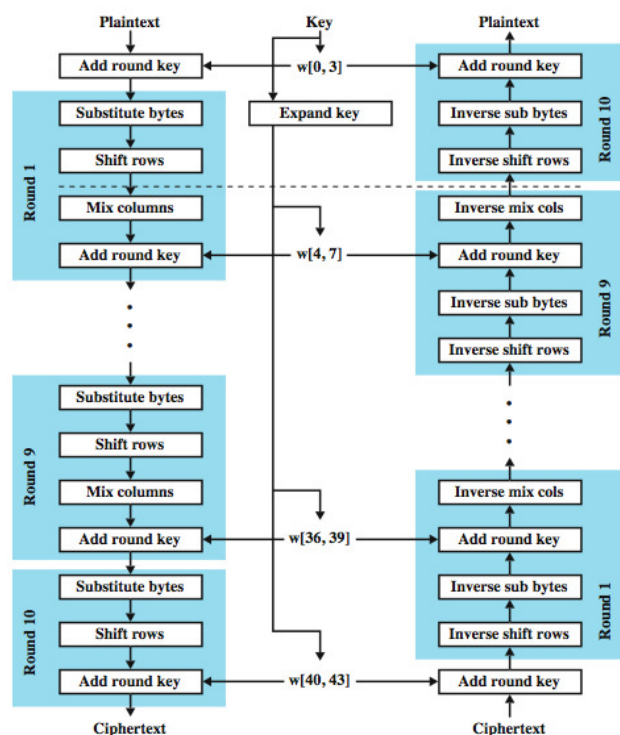 Plaintext
Add round key
Round 1
Substitute bytes
Shift rows
Mix columns
Add round key
Round 9
Substitute bytes
Shift rows
Mix columns
Add round key
Round 10
Substitute bytes
Shift rows
Add round key
Ciphertext
Key
w[0, 3]
Expand key
w[4, 7]
w[36, 39]
w[40, 43]
Plaintext
Add round key
Inverse sub bytes
Inverse shift rows
Round 10
Inverse mix cols
Add round key
Inverse sub bytes
Inverse shift rows
Round 9
Inverse mix cols
Add round key
Inverse sub bytes
Inverse shift rows
Round 1
Add round key
Ciphertext